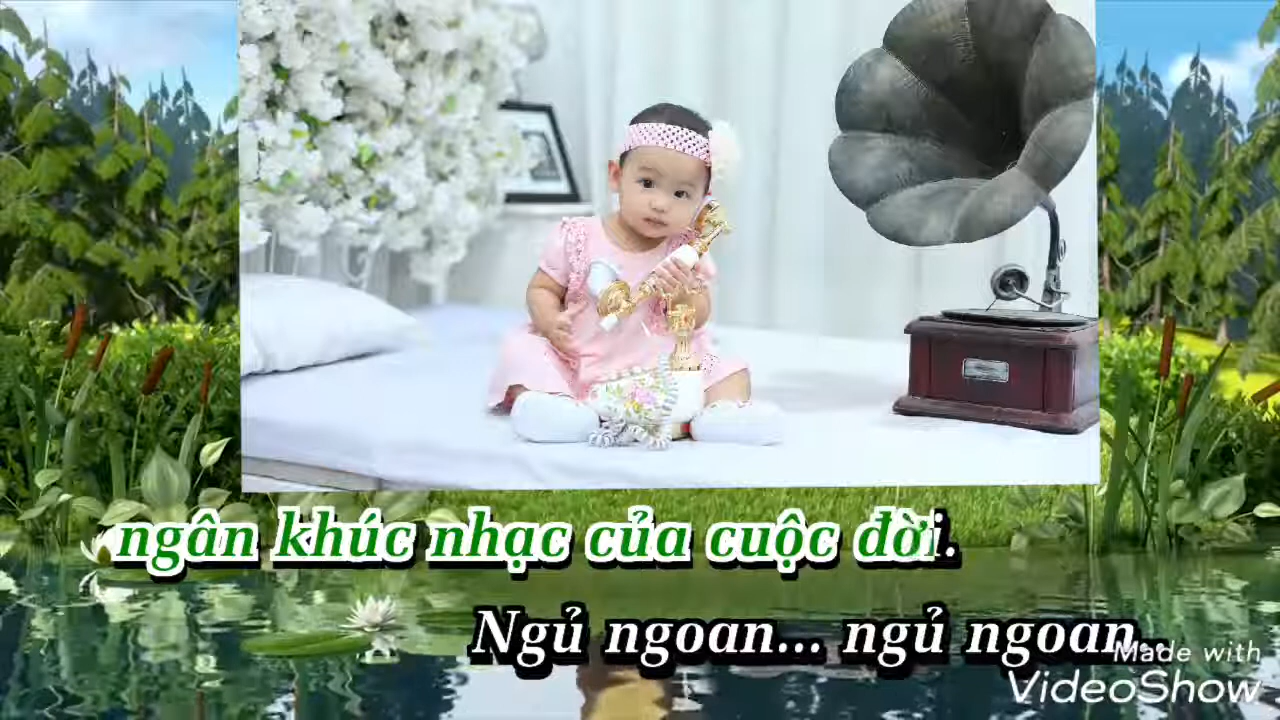 ngân khúc nhạc của cuộc đời.
Ngủ ngoan... ngủ ngoan...
Made with
VideoShow